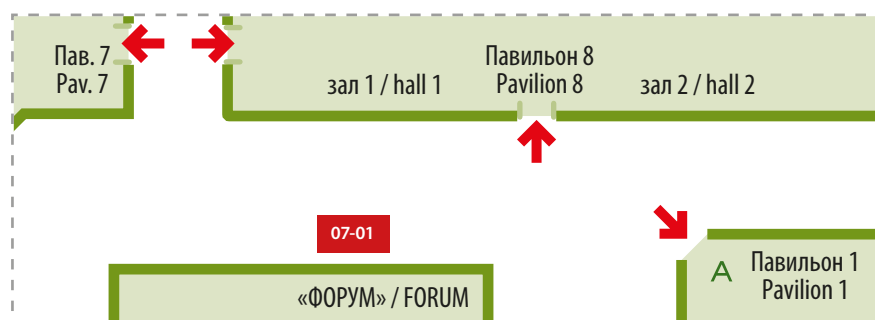 Пав. 7
Pav. 7
зал 1 / hall 1
Павильон 8
Pavilion 8
зал 2 / hall 2
07-01
«ФОРУМ» / FORUM
A
Павильон 1
Pavilion 1